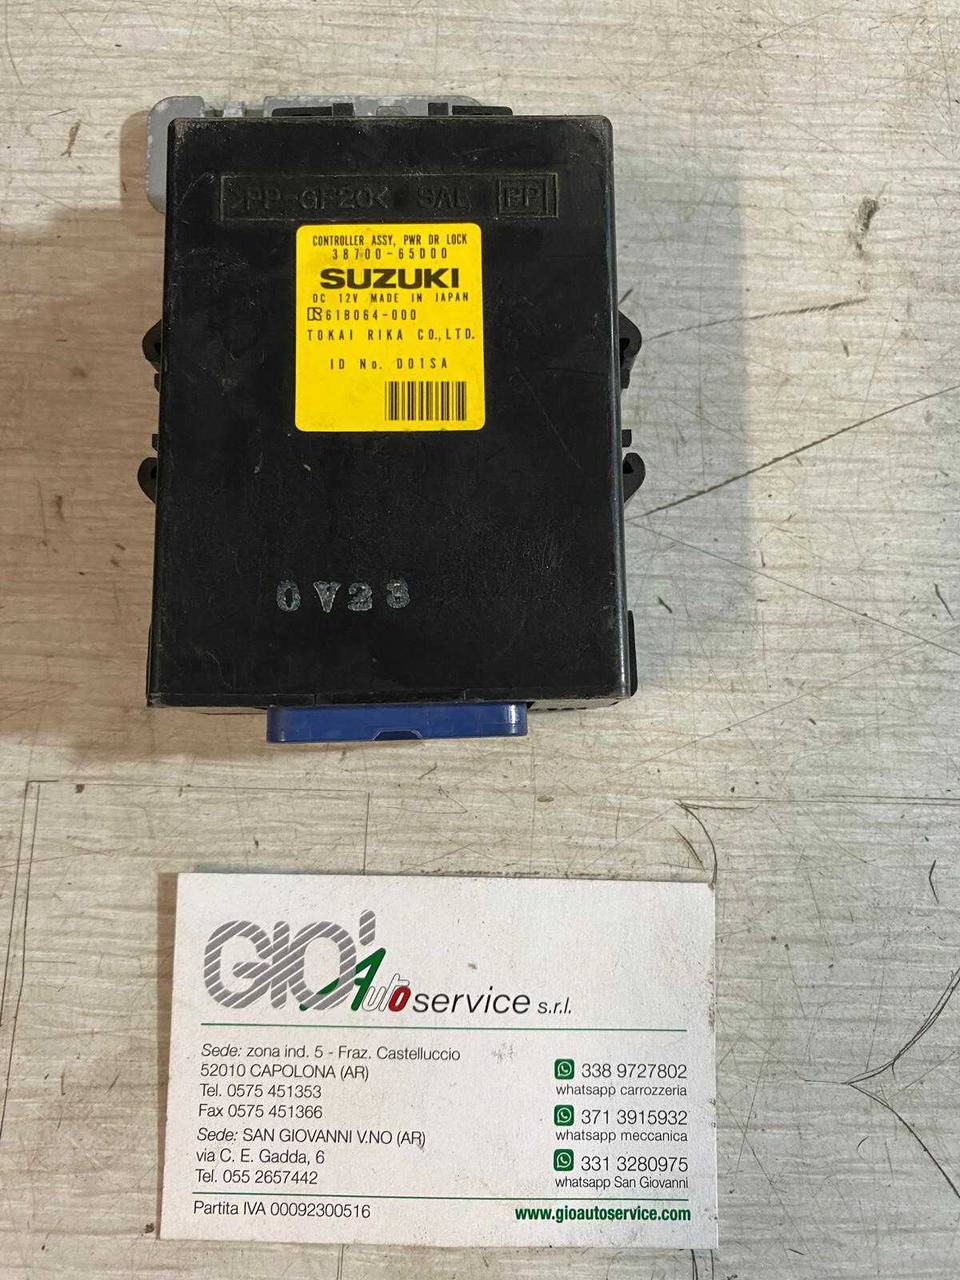 >PP-GF20< SAE PP
CONTROLLER ASSY, PWR DR LOCK
38700-65D00
SUZUKI
DC 12V MADE IN JAPAN
61B064-000
TOKAI RIKA CO., LTD.
ID No. D01SA
0V23
GIO' Auto service s.r.l.
Sede: zona ind. 5 - Fraz. Castelluccio
52010 CAPOLONA (AR)
Tel. 0575 451353
Fax 0575 451366
Sede: SAN GIOVANNI V.NO (AR)
via C. E. Gadda, 6
Tel. 055 2657442
338 9727802
whatsapp carrozzeria
371 3915932
whatsapp meccanica
331 3280975
whatsapp San Giovanni
Partita IVA 00092300516
www.gioautoservice.com